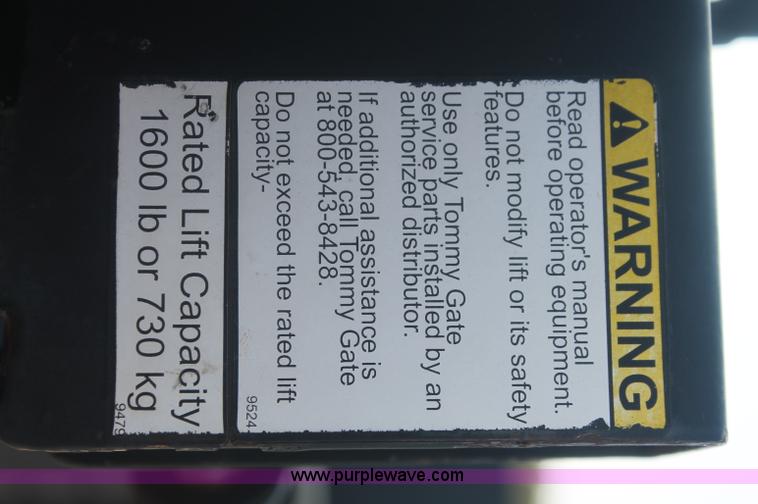 WARNING
Read operator's manual
before operating equipment.
Do not modify lift or its safety
features.
Use only Tommy Gate
service parts installed by an
authorized distributor.
If additional assistance is
needed, call Tommy Gate
at 800-543-8428.
Do not exceed the rated lift
capacity-
9524
Rated Lift Capacity
1600 lb or 730 kg
9479
www.purplewave.com